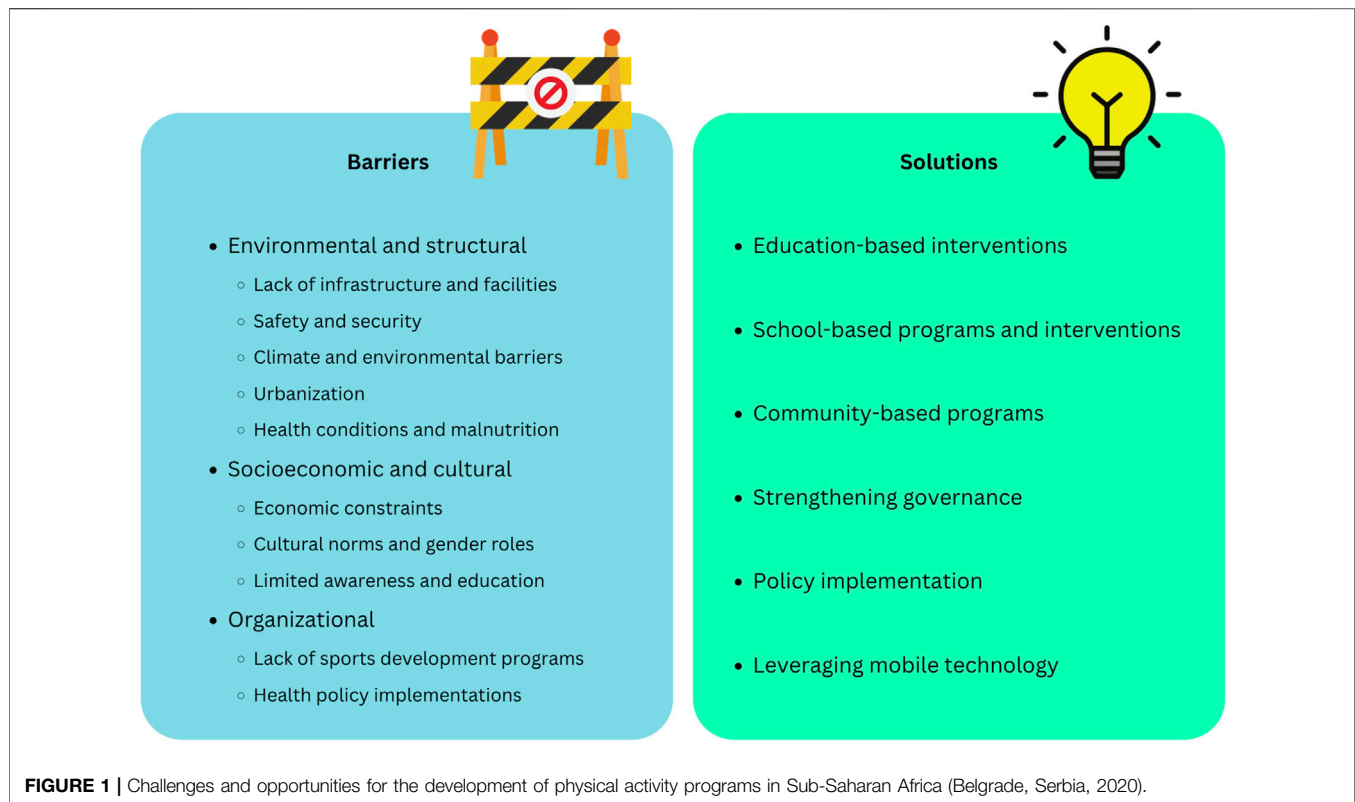 Barriers
• Environmental and structural
◦ Lack of infrastructure and facilities
◦ Safety and security
◦ Climate and environmental barriers
◦ Urbanization
◦ Health conditions and malnutrition
• Socioeconomic and cultural
◦ Economic constraints
◦ Cultural norms and gender roles
◦ Limited awareness and education
• Organizational
◦ Lack of sports development programs
◦ Health policy implementations
Solutions
• Education-based interventions
• School-based programs and interventions
• Community-based programs
• Strengthening governance
• Policy implementation
• Leveraging mobile technology
FIGURE 1 | Challenges and opportunities for the development of physical activity programs in Sub-Saharan Africa (Belgrade, Serbia, 2020).